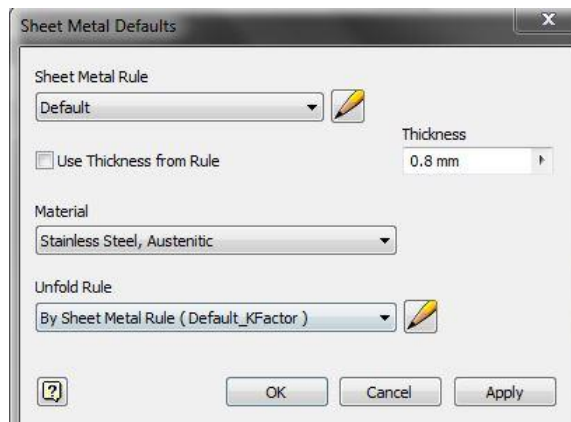 Sheet Metal Defaults
X
Sheet Metal Rule
Default
Thickness
Use Thickness from Rule
0.8 mm
Material
Stainless Steel, Austenitic
Unfold Rule
By Sheet Metal Rule ( Default_KFactor )
?
OK
Cancel
Apply